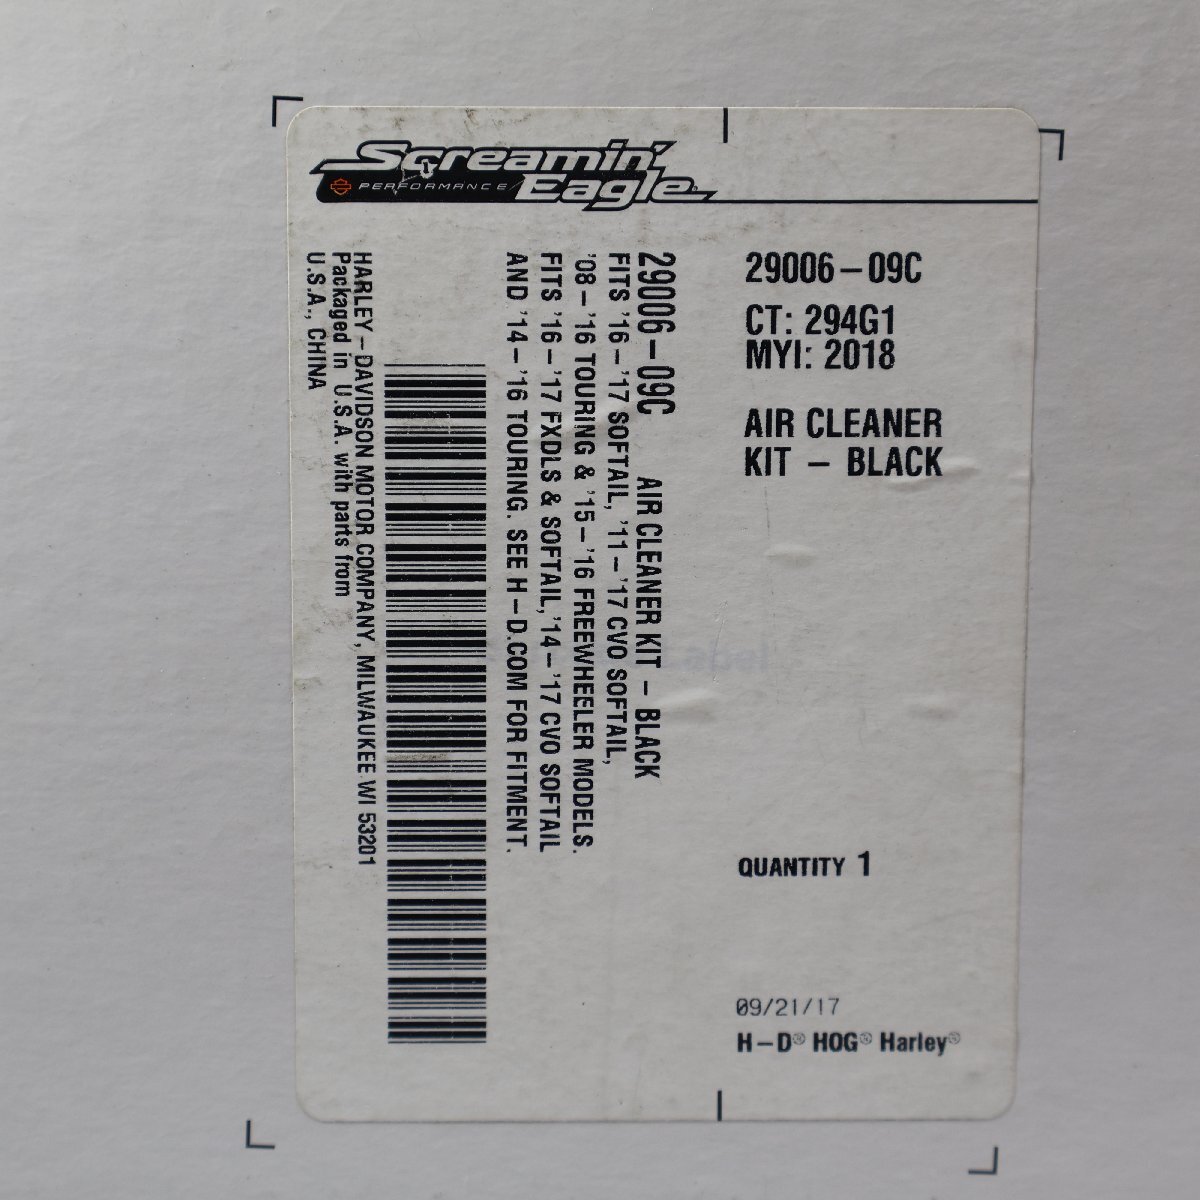 Screamin'
PERFORMANCE Eagle
29006-09C
CT: 294G1
MYI: 2018
AIR CLEANER
KIT - BLACK
QUANTITY 1
09/21/17
H-D® HOG® Harley®
29006-09C AIR CLEANER KIT - BLACK
FITS '16-'17 SOFTAIL, '11-'17 CVO SOFTAIL,
'08-'16 TOURING & '15-'16 FREEWHEELER MODELS.
FITS '16-'17 FXDLS & SOFTAIL, '14-'17 CVO SOFTAIL
AND '14-'16 TOURING. SEE H-D.COM FOR FITMENT.
HARLEY-DAVIDSON MOTOR COMPANY, MILWAUKEE WI 53201
Packaged in U.S.A. with parts from
U.S.A., CHINA